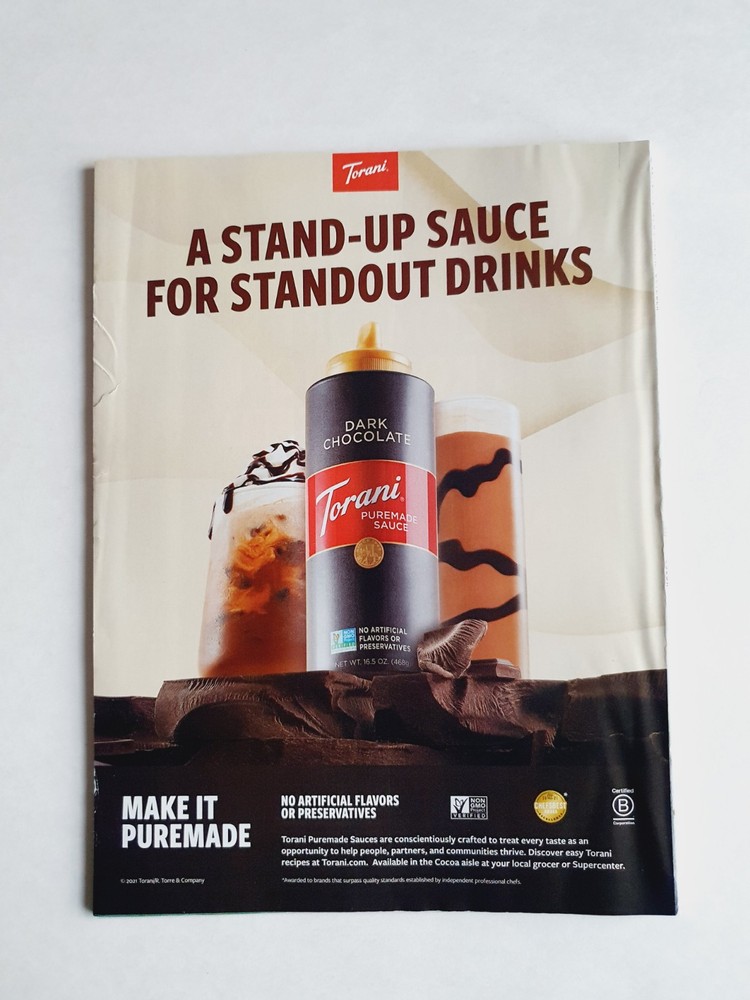 Torani
A STAND-UP SAUCE
FOR STANDOUT DRINKS
DARK
CHOCOLATE
Torani
PUREMADE
SAUCE
NO ARTIFICIAL
FLAVORS OR
PRESERVATIVES
NET WT. 16.5 OZ. (468g)
MAKE IT
PUREMADE
NO ARTIFICIAL FLAVORS
OR PRESERVATIVES
NON
GMO
Project
VERIFIED
CHEFS' BEST
Certified
B
Corporation
Torani Puremade Sauces are conscientiously crafted to treat every taste as an
opportunity to help people, partners, and communities thrive. Discover easy Torani
recipes at Torani.com. Available in the Cocoa aisle at your local grocer or Supercenter.
© 2021 Torani/R. Torre & Company
*Awarded to brands that surpass quality standards established by independent professional chefs.